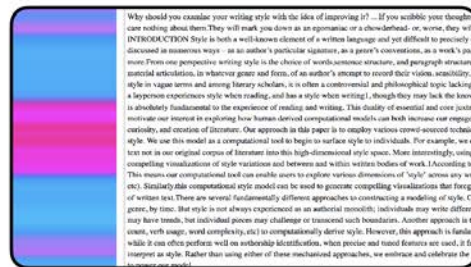 Why should you examine your writing style with the idea of improving it? ... If you scribble your though
care nothing about them. They will mark you down as an egomaniac or a chowderhead- or, worse, they wi
INTRODUCTION Style is both a well-known element of a written language and yet difficult to precisely
discussed in numerous ways - as an author's particular signature, as a genre's conventions, as a work's pa
more From one perspective writing style is the choice of words,sentence structure, and paragraph structur
material articulation, in whatever genre and form, of an author's attempt to record their vision, sensibility,
style in vague terms and among literary scholars, it is often a controversial and philosophical topic lacking
a layperson experiences style when reading, and has a style when writing1, though they may lack the know
is absolutely fundamental to the experience of reading and writing. This duality of essential and core juxt
motivate our interest in exploring how human derived computational models can both increase our engage
curiosity, and creation of literature. Our approach in this paper is to employ various crowd-sourced techni
style. We use this model as a computational tool to begin to surface style to individuals. For example, we
text not in our original corpus of literature into this high-dimensional style space. More interestingly, using
compelling visualizations of style variations and between and within written bodies of work.1According t
This means our computational tool can enable users to explore various dimensions of 'style' across any w
etc). Similarly,this computational style model can be used to generate compelling visualizations that foreg
of written text.There are several fundamentally different approaches to constructing a modeling of style. C
genre, by time. But style is not always experienced as an authorial monolith; individuals may write differe
may have trends, but individual pieces may challenge or transcend such boundaries. Another approach is t
count, verb usage, word complexity, etc) to computationally derive style. However, this approach is funda
while it can often perform well on authorship identification, when precise and tuned features are used, it f
interpret as style. Rather than using either of these mechanized approaches, we embrace and celebrate th
to power our model